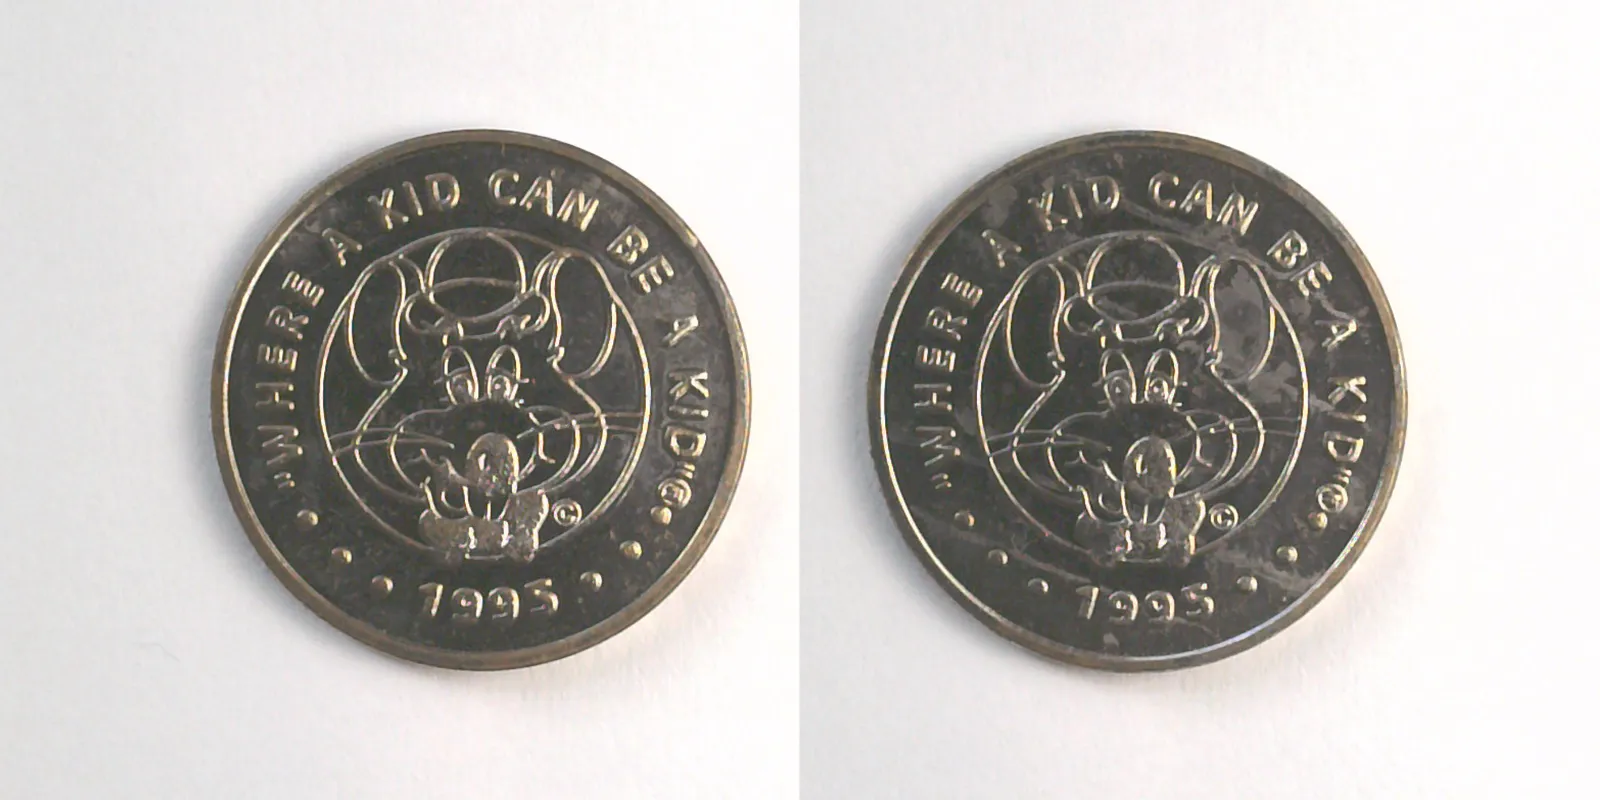 "WHERE A KID CAN BE A KID"®
©
1995
"WHERE A KID CAN BE A KID"®
©
1995